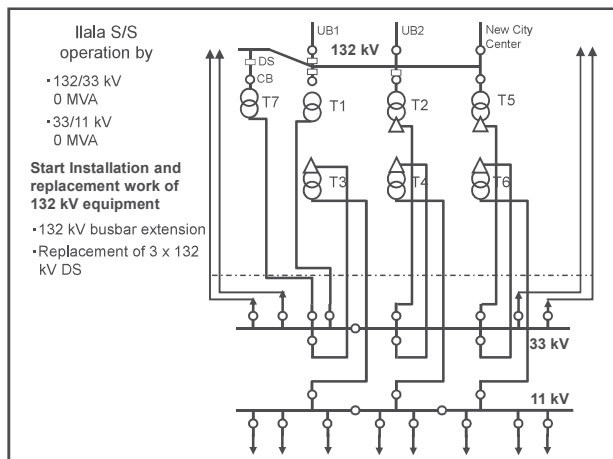 Ilala S/S
operation by
· 132/33 kV
0 MVA
· 33/11 kV
0 MVA
Start Installation and
replacement work of
132 kV equipment
· 132 kV busbar extension
· Replacement of 3 x 132
kV DS
UB1
UB2
New City
Center
132 kV
DS
CB
T7
T1
T2
T5
T3
T4
T6
33 kV
11 kV